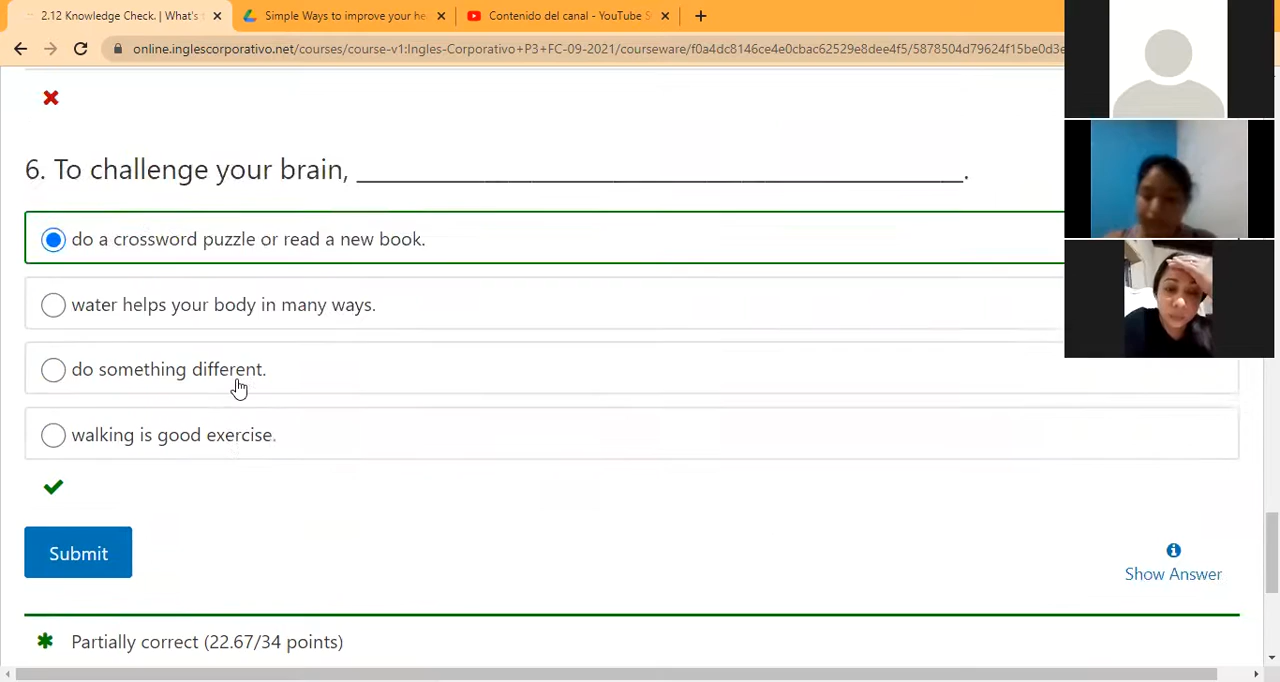 2.12 Knowledge Check. | What's
Simple Ways to improve your he
Contenido del canal - YouTube S
online.inglescorporativo.net/courses/course-v1:Ingles-Corporativo+P3+FC-09-2021/courseware/f0a4dc8146ce4e0cbac62529e8dee4f5/5878504d79624f15be0d3e
6. To challenge your brain, ____________________________________________.
do a crossword puzzle or read a new book.
water helps your body in many ways.
do something different.
walking is good exercise.
Submit
Show Answer
Partially correct (22.67/34 points)